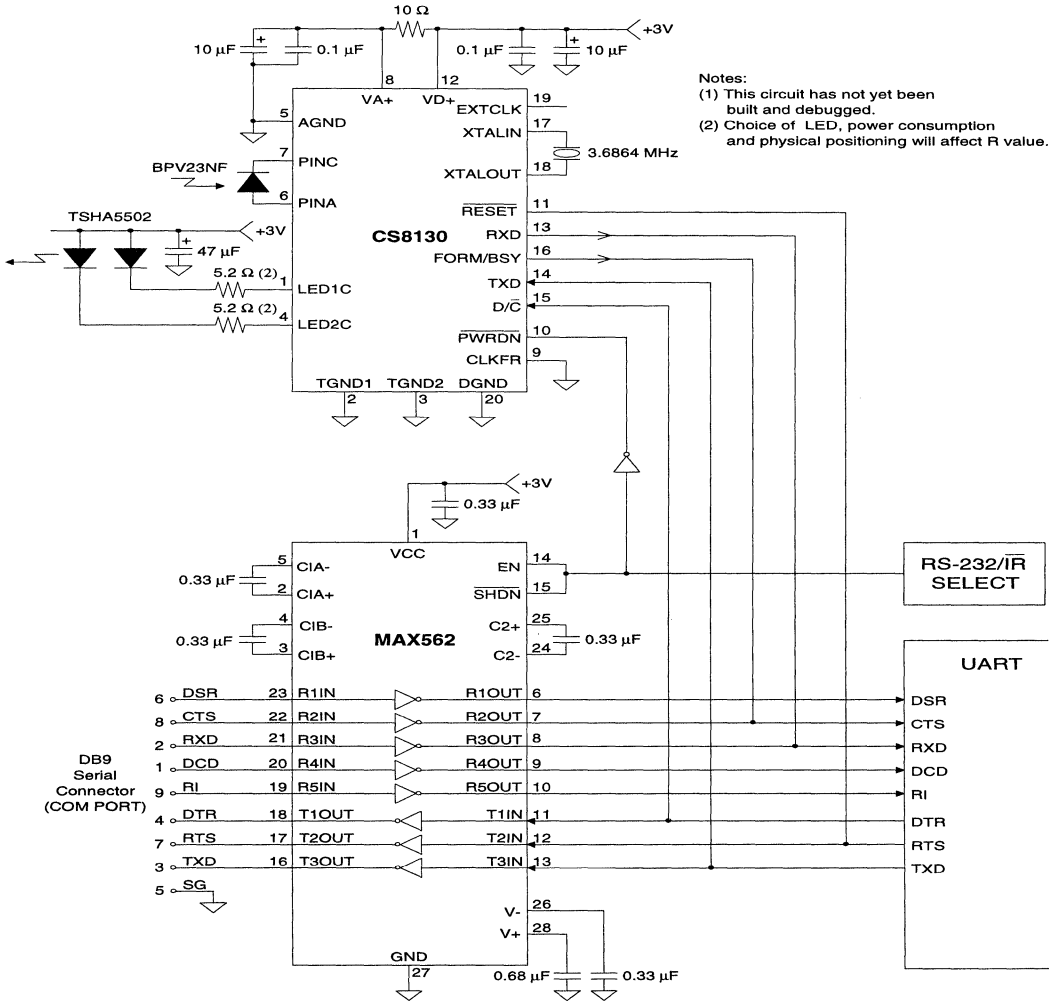 10 Ω
+3V
10 µF
+
0.1 µF
0.1 µF
+
10 µF
8
12
VA+
VD+
Notes:
(1) This circuit has not yet been
built and debugged.
(2) Choice of LED, power consumption
and physical positioning will affect R value.
5
AGND
EXTCLK
19
XTALIN
17
3.6864 MHz
XTALOUT
18
7
PINC
BPV23NF
6
PINA
RESET
11
CS8130
RXD
13
FORM/BSY
16
TXD
14
D/C
15
PWRDN
10
CLKFR
9
TSHA5502
+3V
+
47 µF
5.2 Ω (2)
1
LED1C
5.2 Ω (2)
4
LED2C
TGND1
TGND2
DGND
2
3
20
+3V
0.33 µF
1
VCC
5
CIA-
0.33 µF
2
CIA+
4
CIB-
0.33 µF
3
CIB+
MAX562
EN
14
SHDN
15
C2+
25
0.33 µF
C2-
24
RS-232/IR
SELECT
UART
6 DSR 23 R1IN R1OUT 6 DSR
8 CTS 22 R2IN R2OUT 7 CTS
2 RXD 21 R3IN R3OUT 8 RXD
1 DCD 20 R4IN R4OUT 9 DCD
9 RI 19 R5IN R5OUT 10 RI
4 DTR 18 T1OUT T1IN 11 DTR
7 RTS 17 T2OUT T2IN 12 RTS
3 TXD 16 T3OUT T3IN 13 TXD
5 SG
DB9
Serial
Connector
(COM PORT)
V-
26
V+
28
GND
27
0.68 µF
0.33 µF